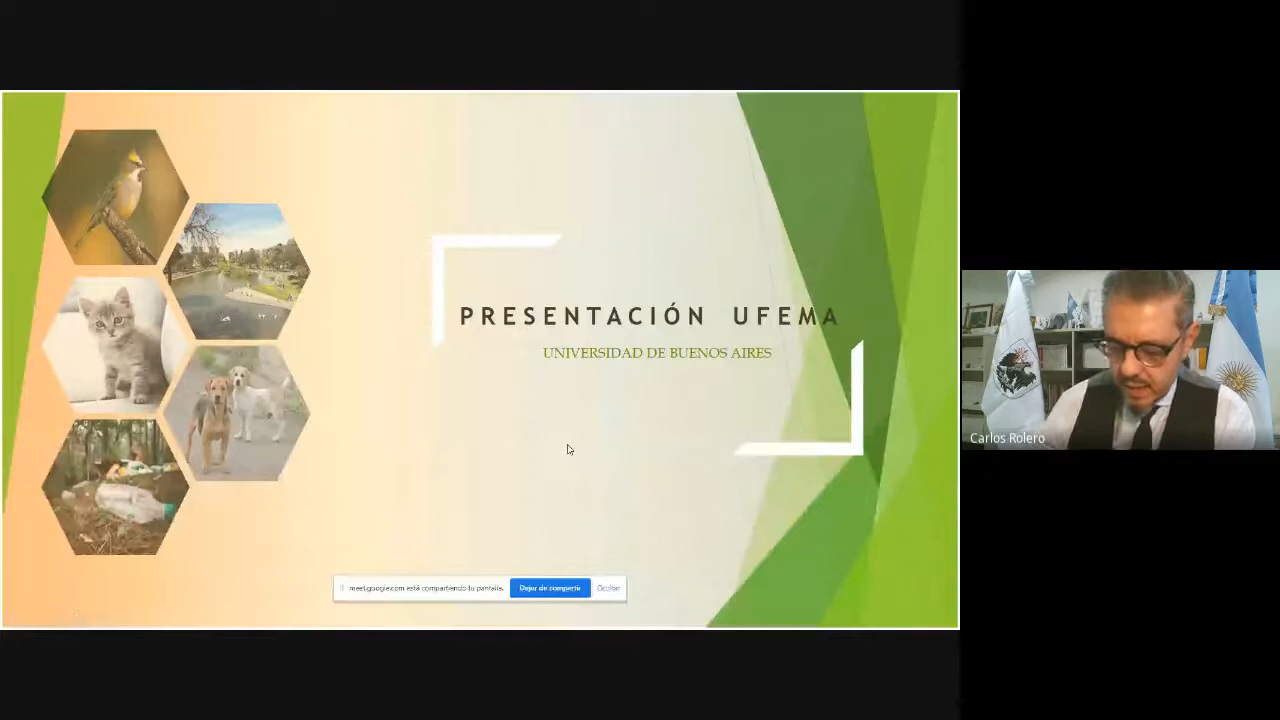 PRESENTACIÓN UFEMA
UNIVERSIDAD DE BUENOS AIRES
meet.google.com está compartiendo tu pantalla.
Dejar de compartir
Ocultar
Carlos Rolero